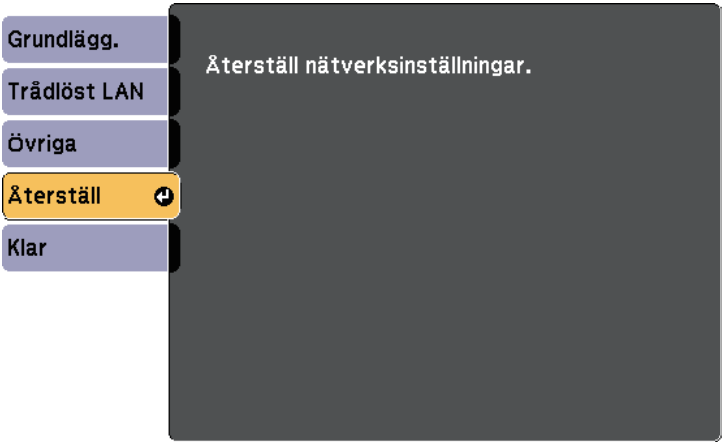 Grundlägg.
Trådlöst LAN
Övriga
Återställ
Klar
Återställ nätverksinställningar.